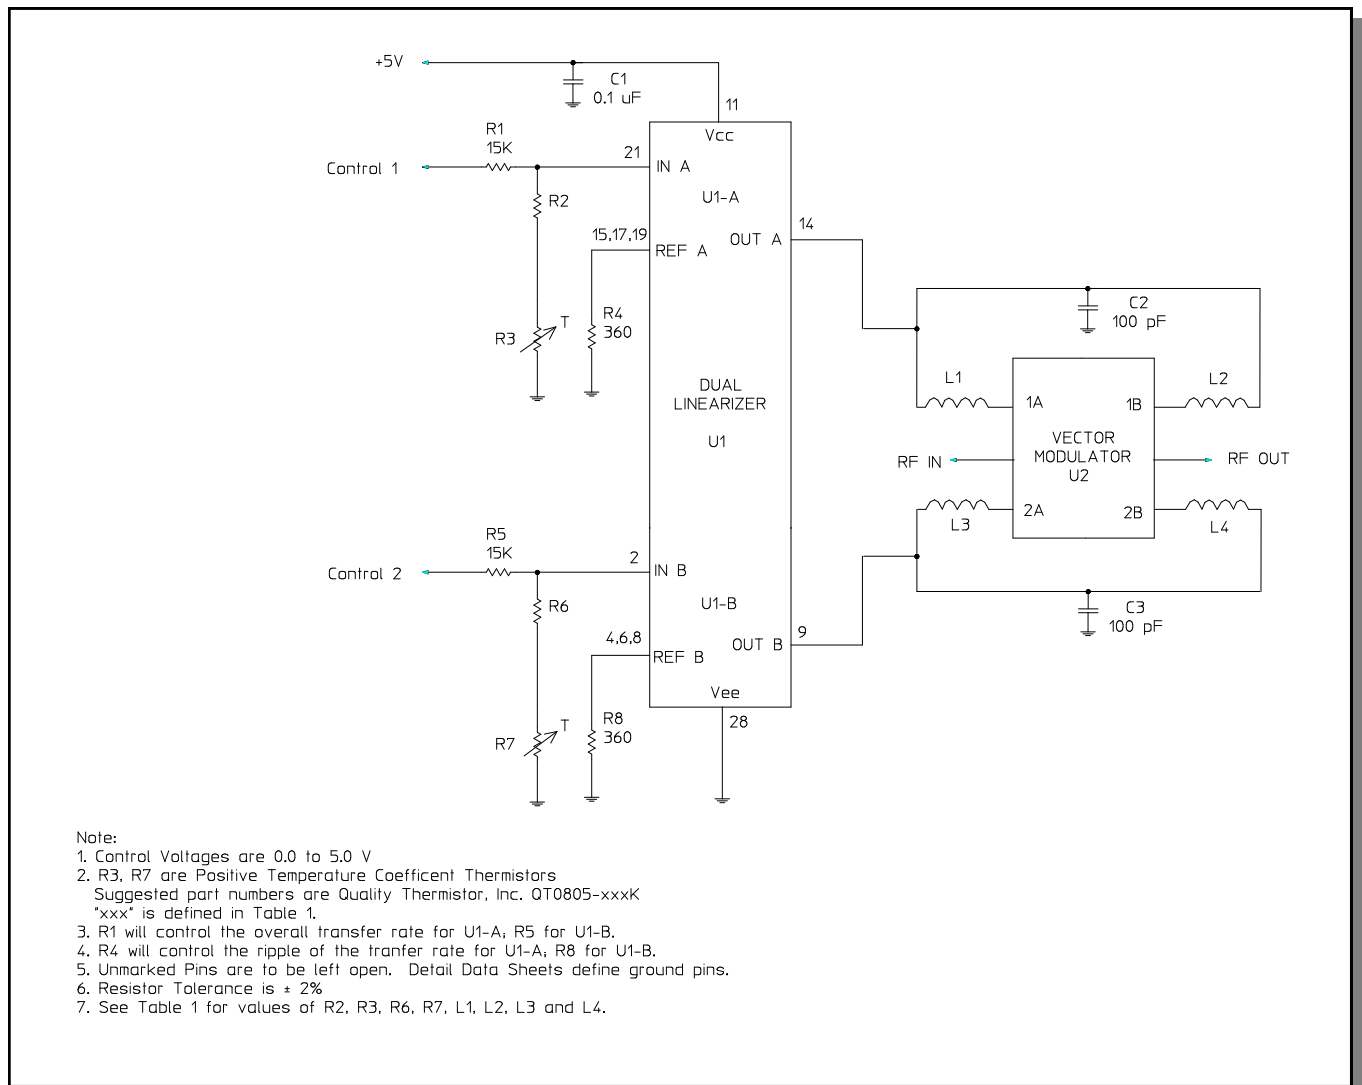 +5V
C1
0.1 uF
11
Vcc
R1
15K
Control 1
21
IN A
R2
U1-A
14
15,17,19
REF A
OUT A
R3
T
R4
360
C2
100 pF
DUAL
LINEARIZER
U1
L1
L2
1A
1B
VECTOR
MODULATOR
U2
RF IN
RF OUT
2A
2B
L3
L4
R5
15K
Control 2
2
IN B
R6
U1-B
C3
100 pF
4,6,8
REF B
OUT B
9
Vee
28
R7
T
R8
360
Note:
1. Control Voltages are 0.0 to 5.0 V
2. R3, R7 are Positive Temperature Coefficent Thermistors
Suggested part numbers are Quality Thermistor, Inc. QT0805-xxxK
"xxx" is defined in Table 1.
3. R1 will control the overall transfer rate for U1-A; R5 for U1-B.
4. R4 will control the ripple of the tranfer rate for U1-A; R8 for U1-B.
5. Unmarked Pins are to be left open. Detail Data Sheets define ground pins.
6. Resistor Tolerance is ± 2%
7. See Table 1 for values of R2, R3, R6, R7, L1, L2, L3 and L4.